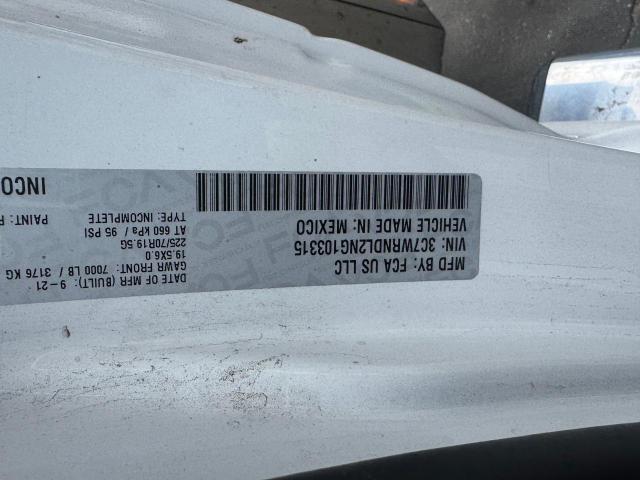 MFD BY: FCA US LLC
VIN: 3C7WRNDL2NG103315
VEHICLE MADE IN: MEXICO
DATE OF MFR (BUILT): 9-21
GAWR FRONT: 7000 LB / 3176 KG
19.5X6.0
225/70R19.5G
AT 660 kPa / 95 PSI
TYPE: INCOMPLETE
PAINT: